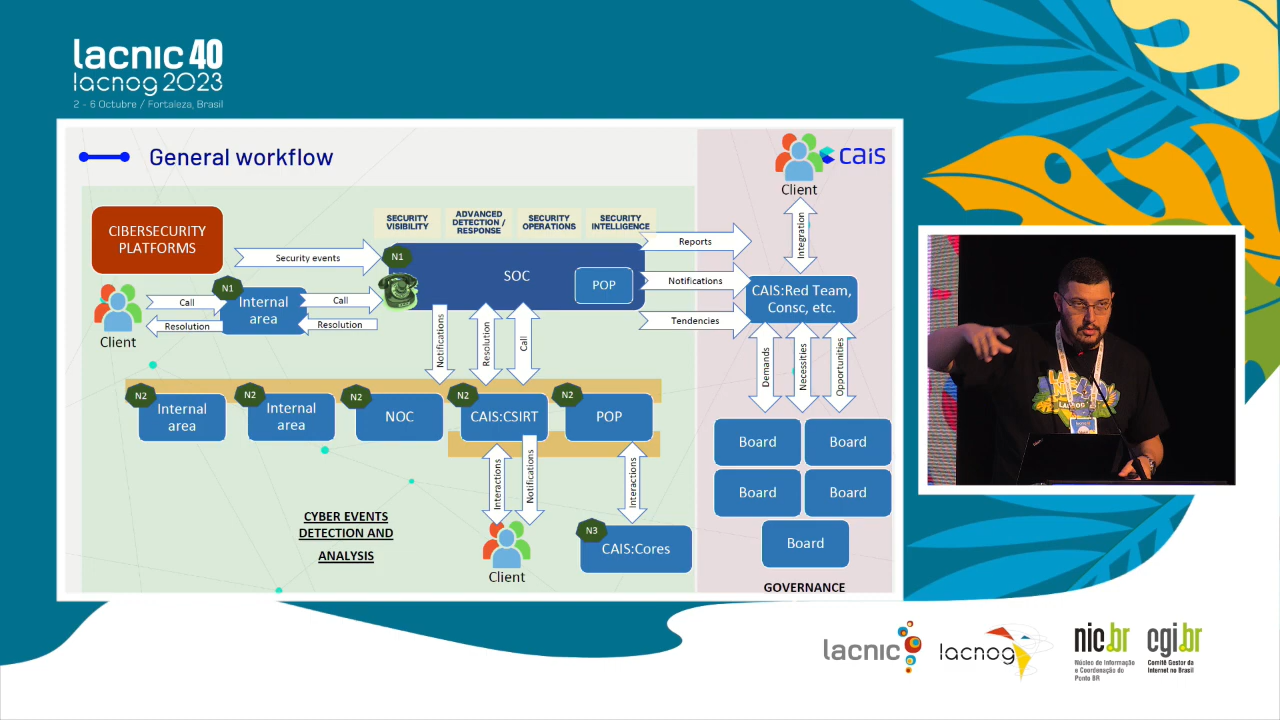 lacnic 40
lacnog 2023
2 - 6 Octubre / Fortaleza, Brasil
General workflow
cais
Client
CIBERSECURITY
PLATFORMS
SECURITY
VISIBILITY
ADVANCED
DETECTION /
RESPONSE
SECURITY
OPERATIONS
SECURITY
INTELLIGENCE
Security events
N1
SOC
POP
Reports
Notifications
Tendencies
Integration
CAIS:Red Team,
Consc, etc.
Client
Call
Resolution
N1
Internal
area
Call
Resolution
Notifications
Resolution
Call
Demands
Necessities
Opportunities
N2
Internal
area
N2
Internal
area
N2
NOC
N2
CAIS:CSIRT
N2
POP
Interactions
Notifications
Interactions
Client
N3
CAIS:Cores
CYBER EVENTS
DETECTION AND
ANALYSIS
Board
Board
Board
Board
Board
GOVERNANCE
lacnic
lacnog
nic.br
Núcleo de Informação
e Coordenação do
Ponto BR
cgi.br
Comitê Gestor da
Internet no Brasil